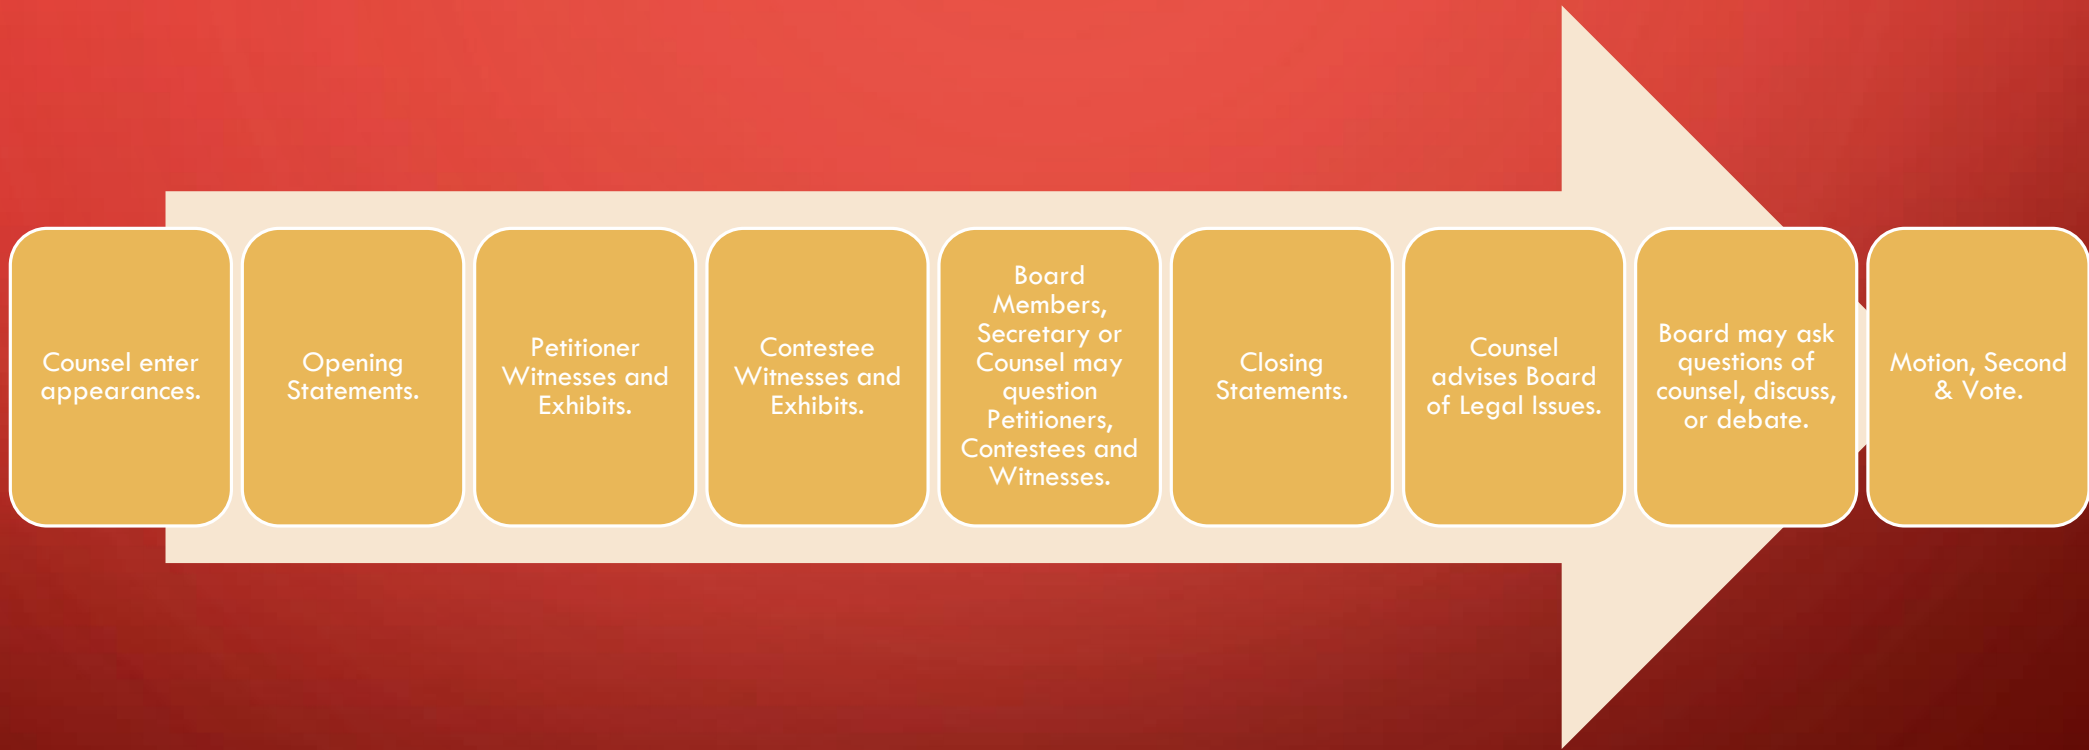 Counsel enter
appearances.
Opening
Statements.
Petitioner
Witnesses and
Exhibits.
Contestee
Witnesses and
Exhibits.
Board
Members,
Secretary or
Counsel may
question
Petitioners,
Contestees and
Witnesses.
Closing
Statements.
Counsel
advises Board
of Legal Issues.
Board may ask
questions of
counsel, discuss,
or debate.
Motion, Second
& Vote.